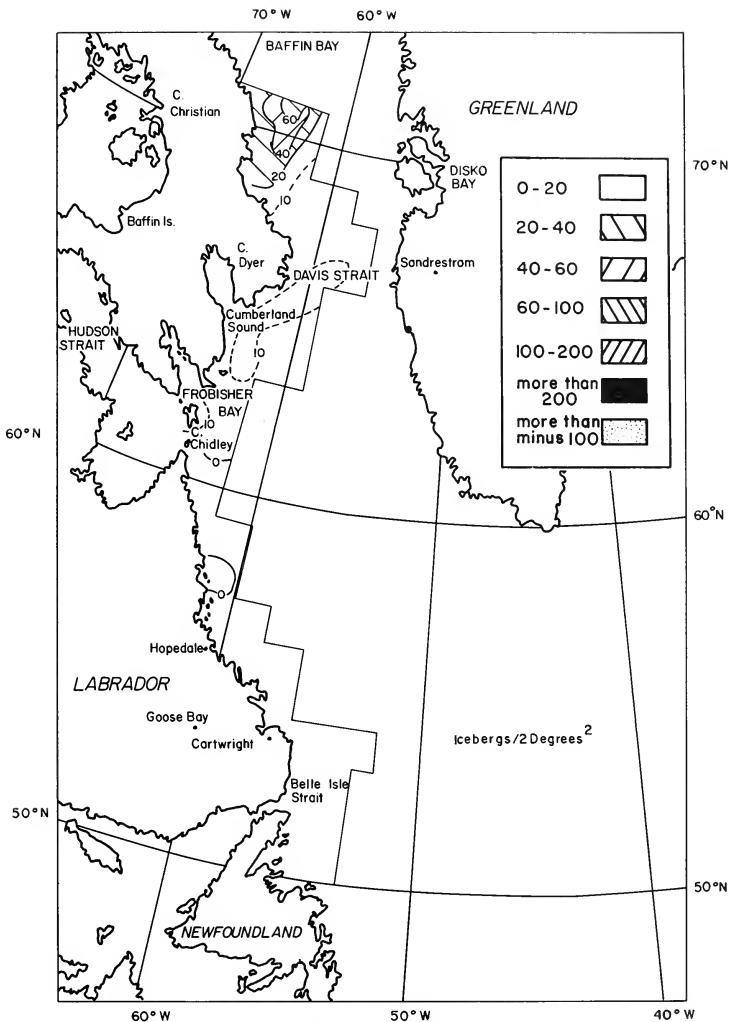 70°W 60°W
BAFFIN BAY
C.
Christian
GREENLAND
60
40
20
10
70°N
DISKO
BAY
0-20
20-40
40-60
60-100
100-200
more than
200
more than
minus 100
Baffin Is.
C.
Dyer
DAVIS STRAIT
Sondrestrom
Cumberland
Sound
HUDSON
STRAIT
10
FROBISHER
BAY
10
C.
Chidley
0
60°N
60°N
0
Hopedale
LABRADOR
Goose Bay
Cartwright
Icebergs/2 Degrees²
Belle Isle
Strait
50°N
50°N
NEWFOUNDLAND
60°W 50°W 40°W